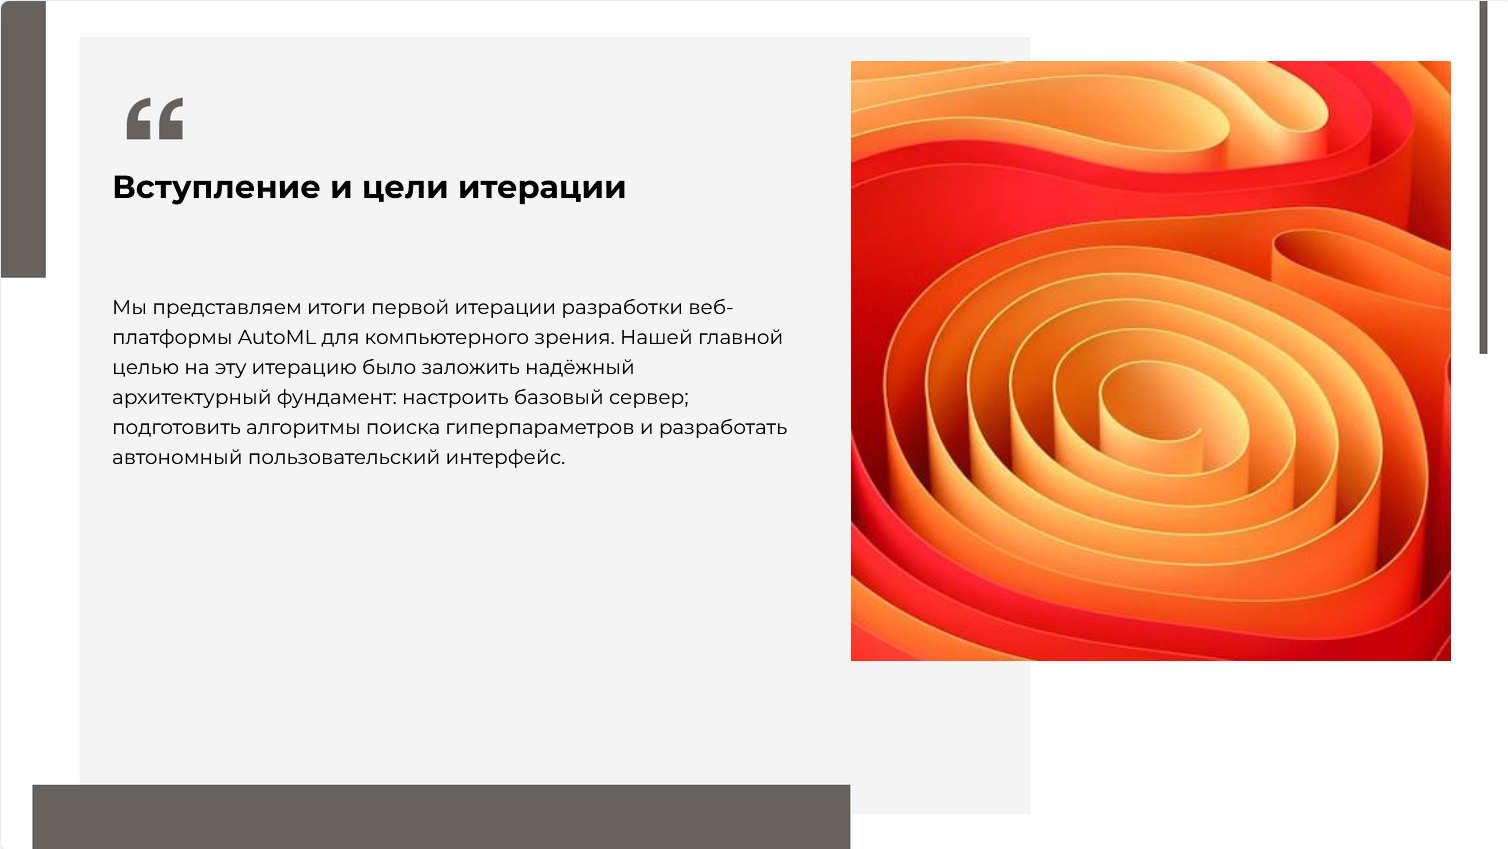 “
Вступление и цели итерации
Мы представляем итоги первой итерации разработки веб-
платформы AutoML для компьютерного зрения. Нашей главной
целью на эту итерацию было заложить надёжный
архитектурный фундамент: настроить базовый сервер;
подготовить алгоритмы поиска гиперпараметров и разработать
автономный пользовательский интерфейс.